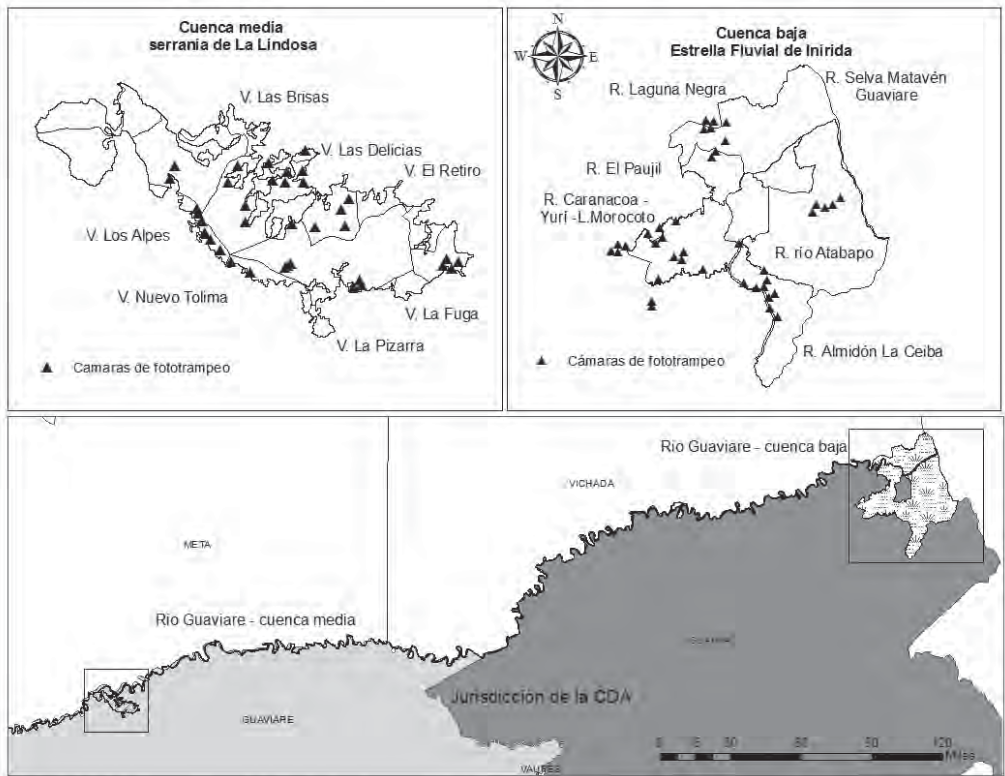 Cuenca media
serranía de La Lindosa
V. Las Brisas
V. Las Delicias
V. El Retiro
V. Los Alpes
V. Nuevo Tolima
V. La Fuga
V. La Pizarra
Camaras de fototrampeo
Cuenca baja
Estrella Fluvial de Inirida
N
W E
S
R. Laguna Negra
R. Selva Matavén
Guaviare
R. El Paujil
R. Caranacoa -
Yurí -L.Morocoto
R. río Atabapo
R. Almidón La Ceiba
Cámaras de fototrampeo
Río Guaviare - cuenca baja
VICHADA
META
Río Guaviare - cuenca media
Jurisdicción de la CDA
GUAVIARE
VAUPES
0 15 30 60 90 120
Miles